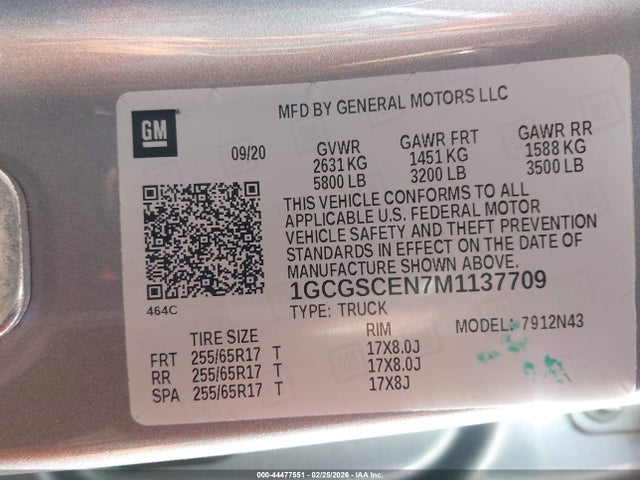 MFD BY GENERAL MOTORS LLC
GM
09/20
GVWR
2631 KG
5800 LB
GAWR FRT
1451 KG
3200 LB
GAWR RR
1588 KG
3500 LB
THIS VEHICLE CONFORMS TO ALL
APPLICABLE U.S. FEDERAL MOTOR
VEHICLE SAFETY AND THEFT PREVENTION
STANDARDS IN EFFECT ON THE DATE OF
MANUFACTURE SHOWN ABOVE.
1GCGSCEN7M1137709
464C
TYPE: TRUCK
MODEL: 7912N43
TIRE SIZE RIM
FRT 255/65R17 T 17X8.0J
RR 255/65R17 T 17X8.0J
SPA 255/65R17 T 17X8J
000-44477551 - 02/25/2026 - IAA Inc.